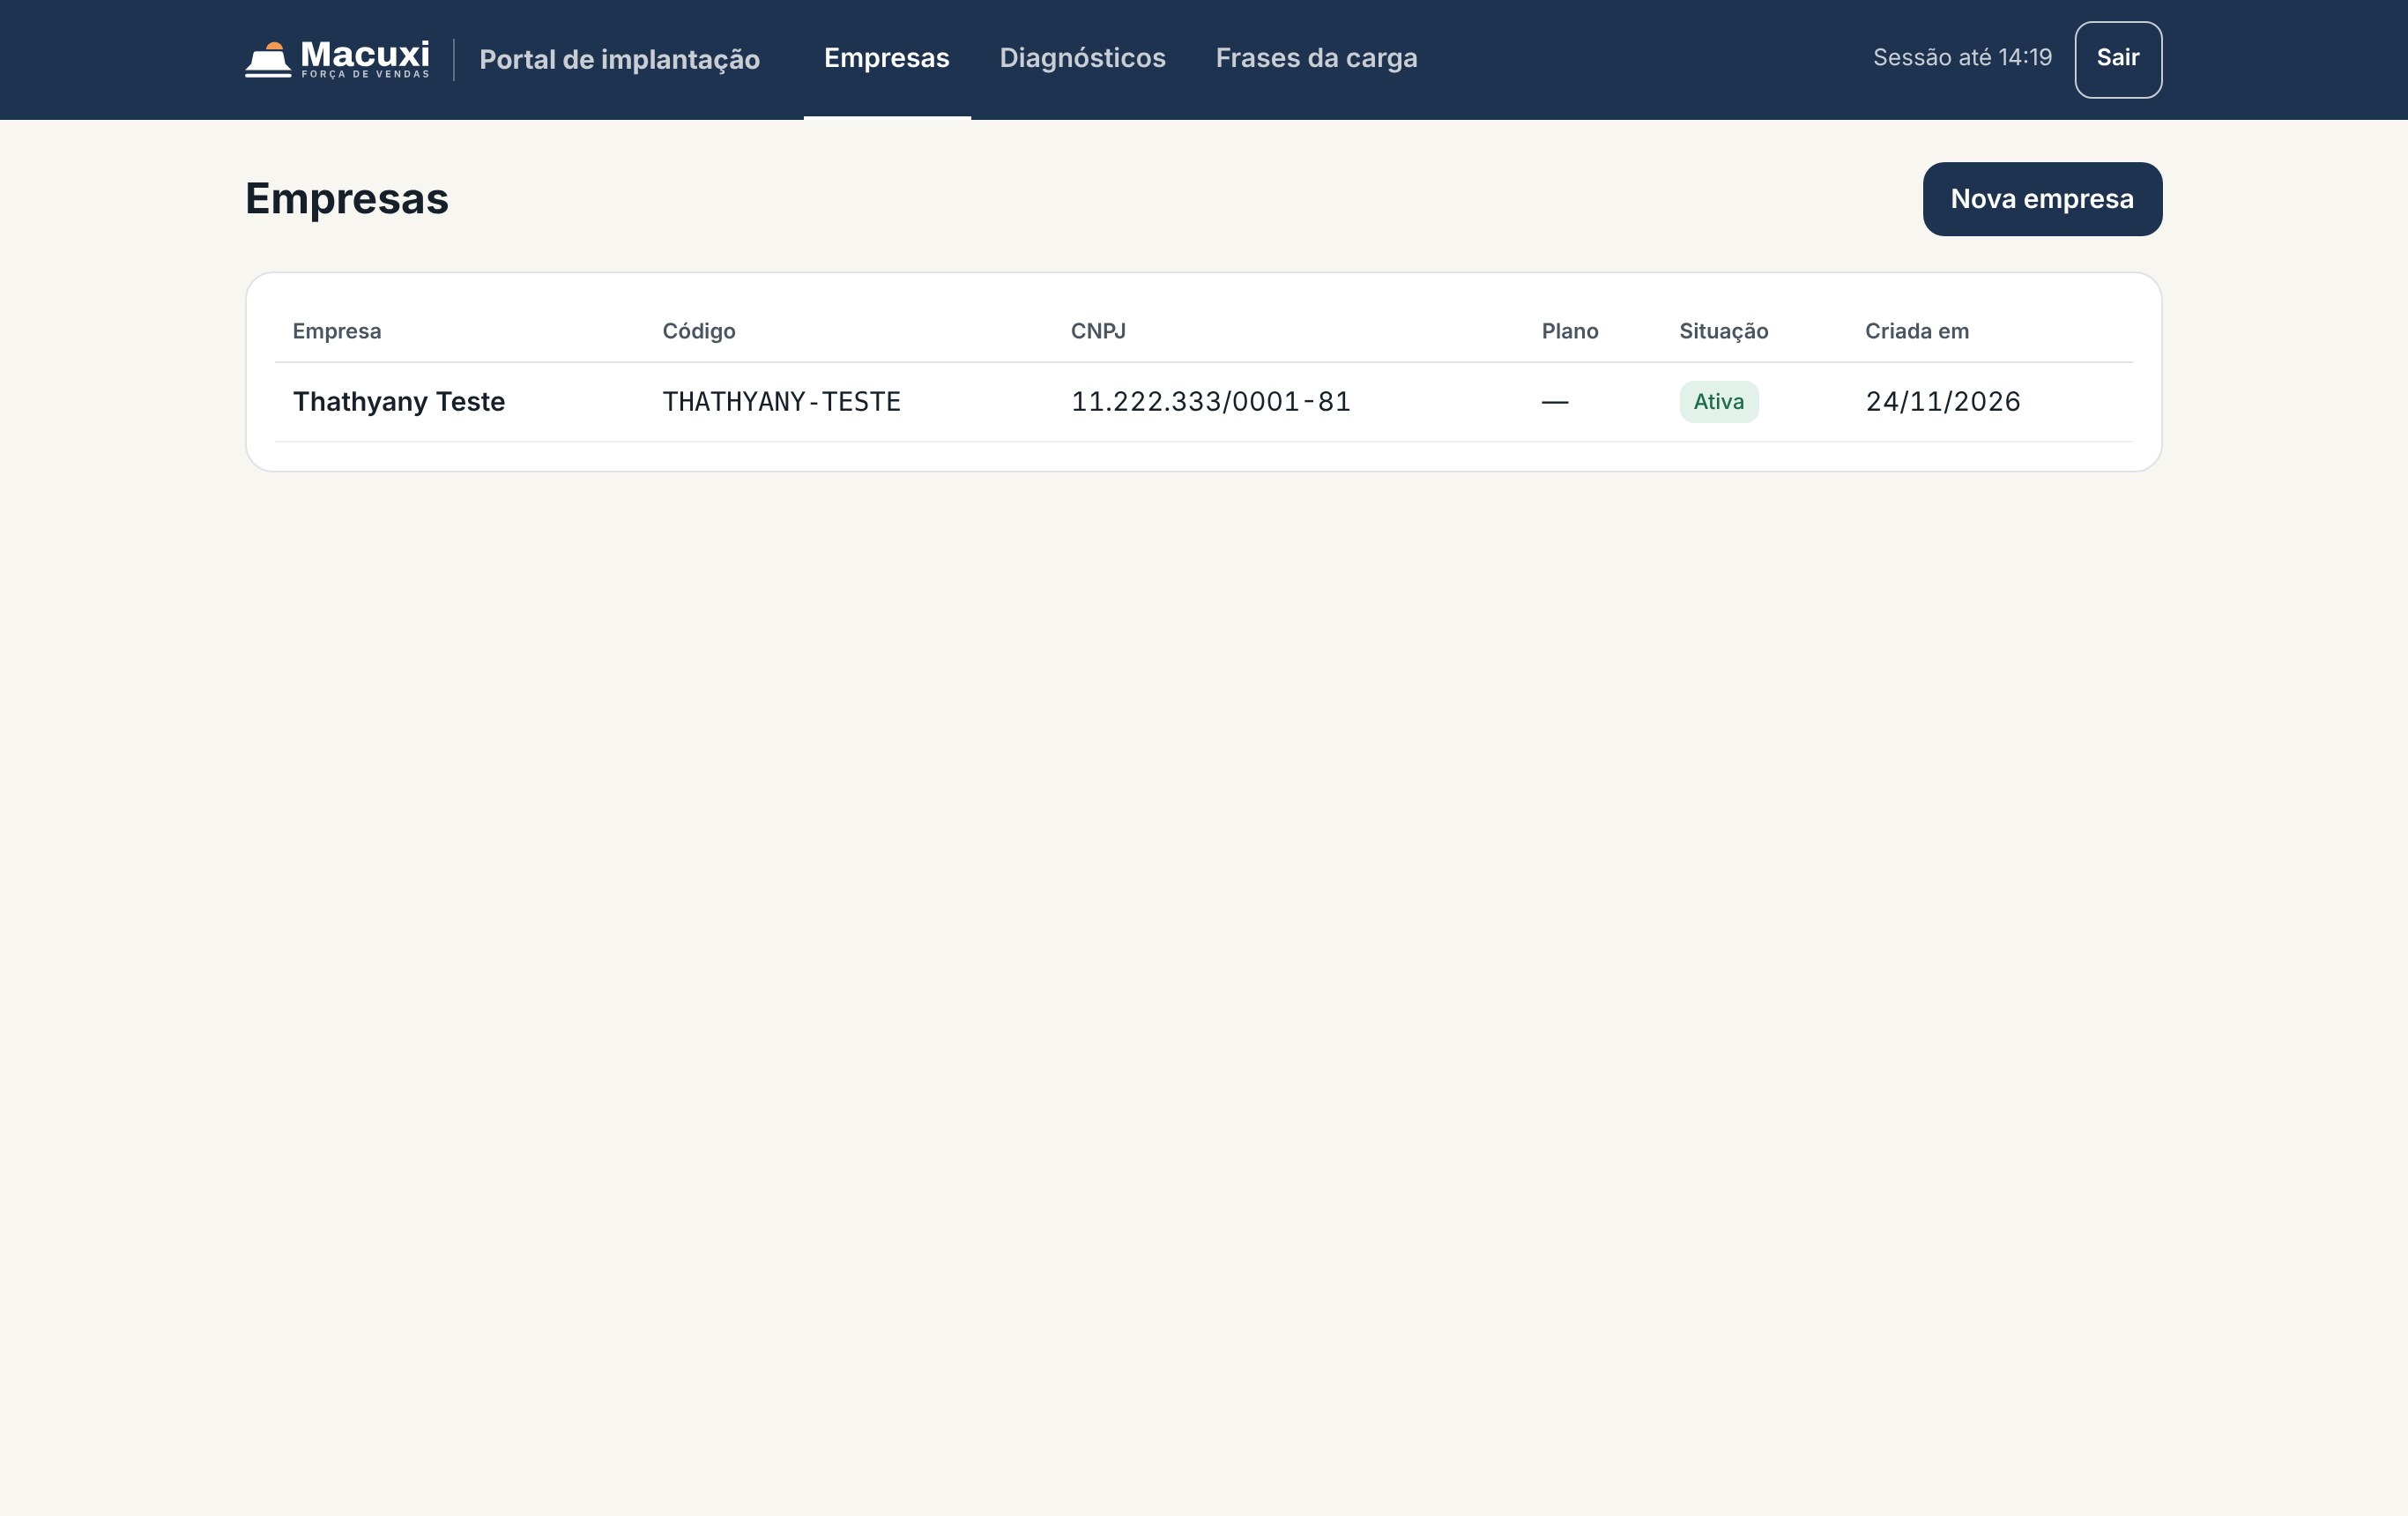 Macuxi
FORÇA DE VENDAS
Portal de implantação
Empresas
Diagnósticos
Frases da carga
Sessão até 14:19
Sair
Empresas
Nova empresa
Empresa Código CNPJ Plano Situação Criada em
Thathyany Teste THATHYANY-TESTE 11.222.333/0001-81 — Ativa 24/11/2026